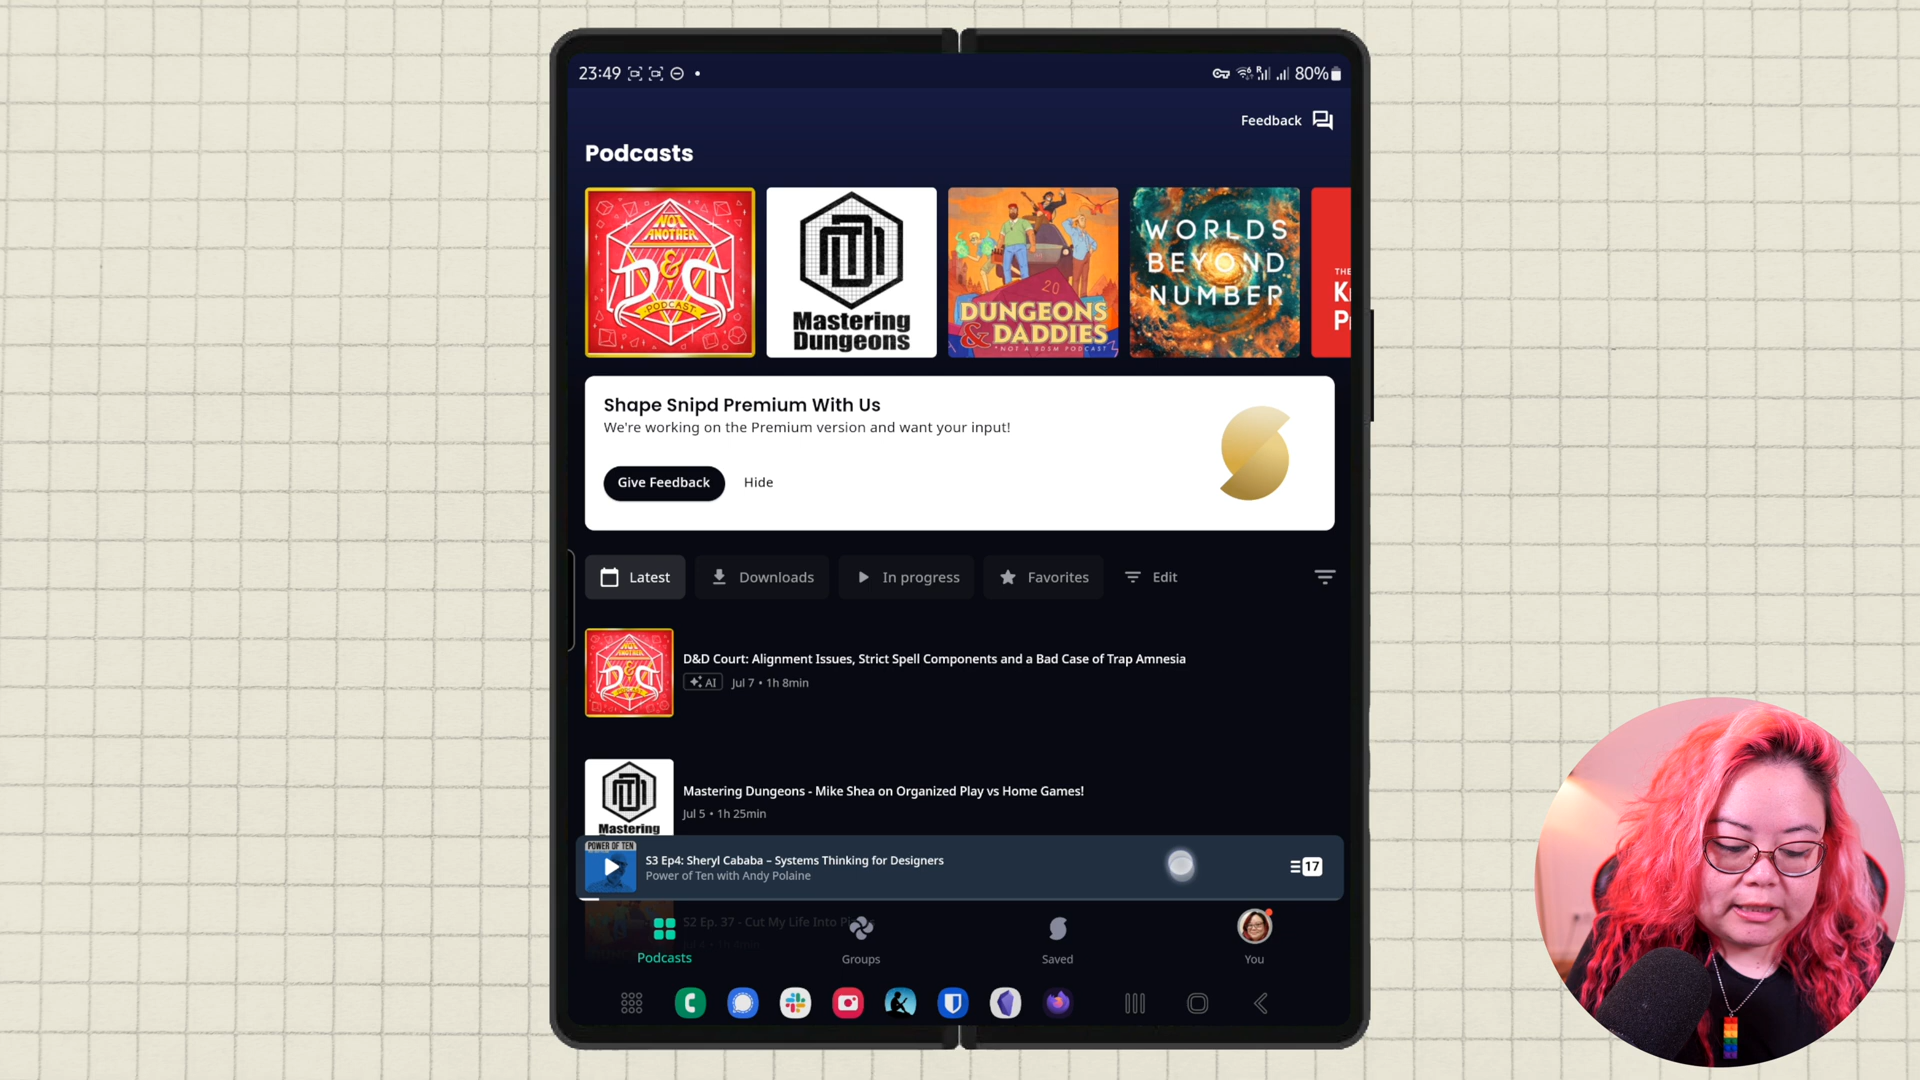 23:49
80%
Feedback
Podcasts
NOT
ANOTHER
D&D
PODCAST
Mastering
Dungeons
20
DUNGEONS
& DADDIES
*NOT A BDSM PODCAST
WORLDS
BEYOND
NUMBER
THE
Shape Snipd Premium With Us
We're working on the Premium version and want your input!
Give Feedback
Hide
Latest
Downloads
In progress
Favorites
Edit
NOT
ANOTHER
D&D
PODCAST
D&D Court: Alignment Issues, Strict Spell Components and a Bad Case of Trap Amnesia
AI
Jul 7 • 1h 8min
Mastering
Mastering Dungeons - Mike Shea on Organized Play vs Home Games!
Jul 5 • 1h 25min
POWER OF TEN
S3 Ep4: Sheryl Cababa – Systems Thinking for Designers
Power of Ten with Andy Polaine
17
S2 Ep. 37 - Cut My Life Into
Podcasts
Groups
Saved
You